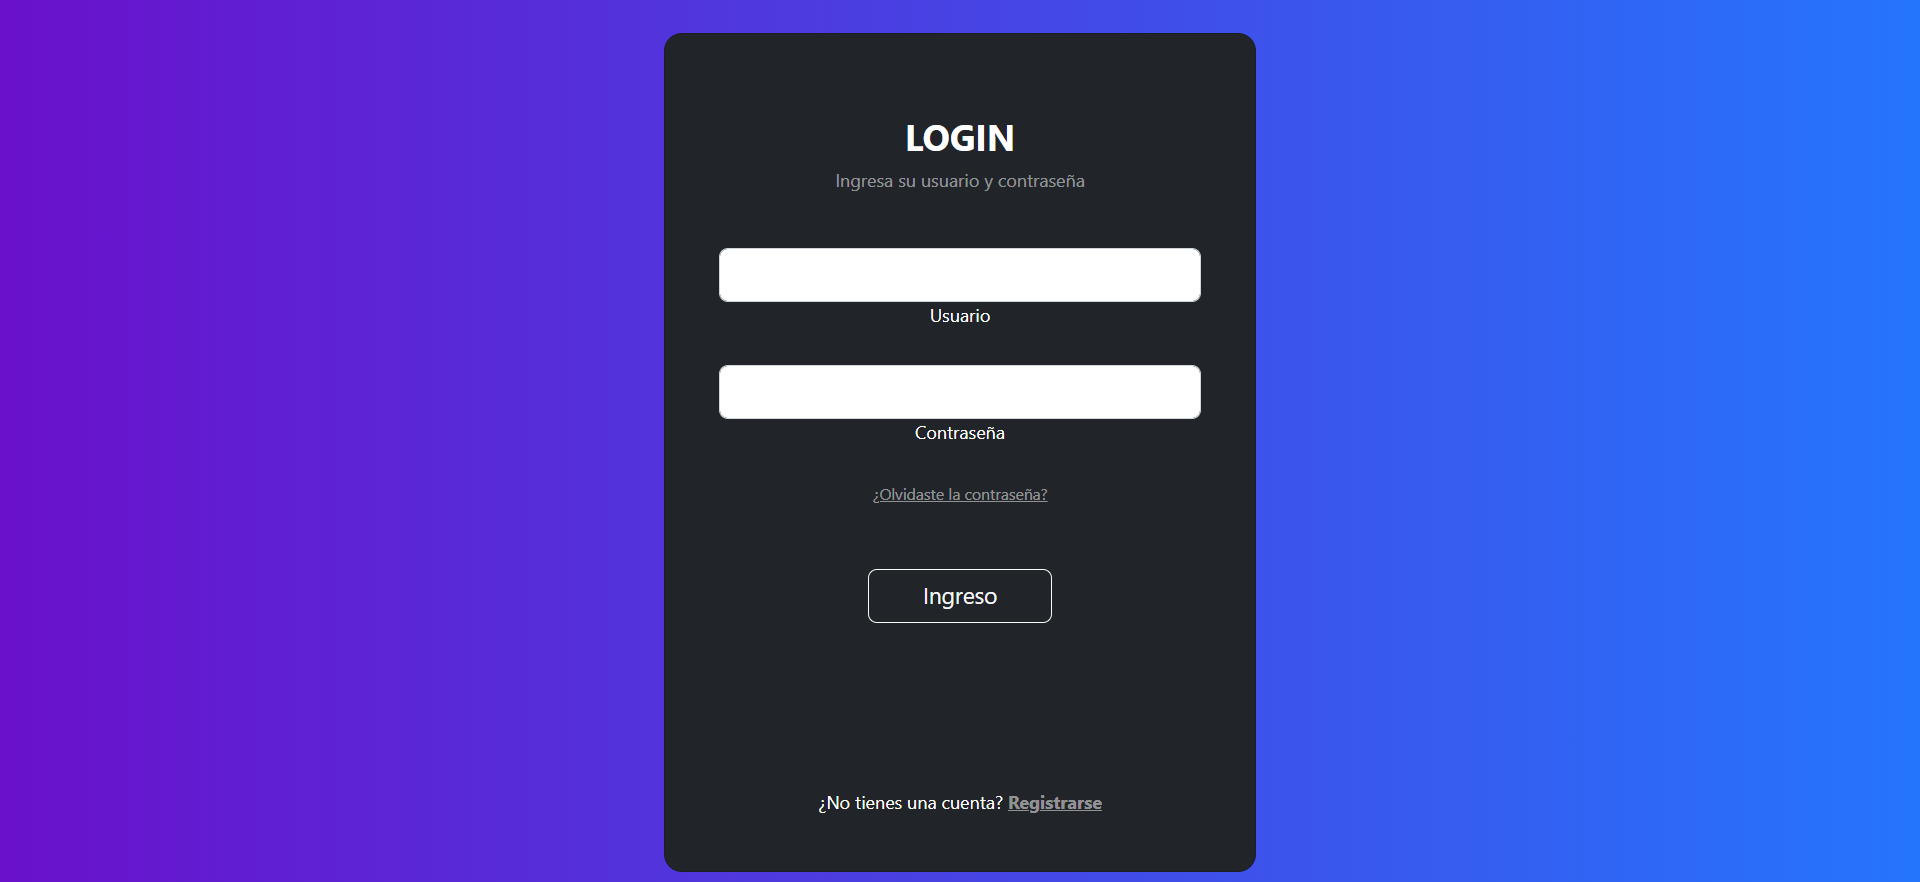 LOGIN
Ingresa su usuario y contraseña
Usuario
Contraseña
¿Olvidaste la contraseña?
Ingreso
¿No tienes una cuenta? Registrarse